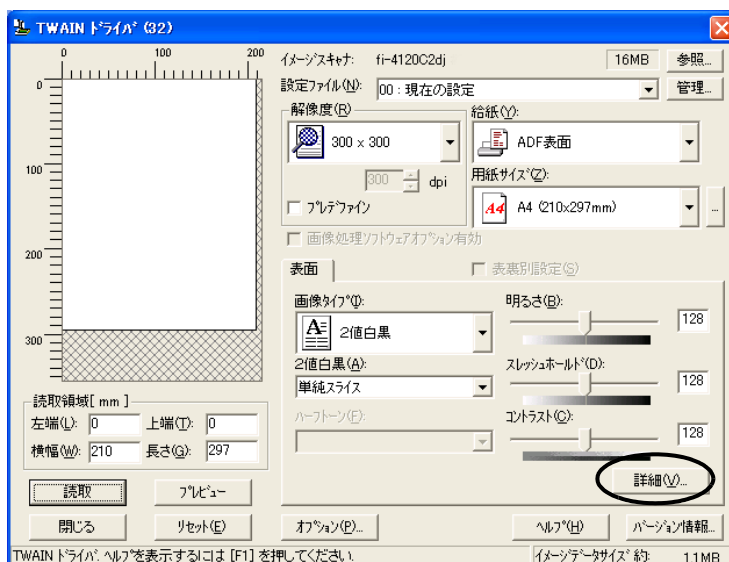 TWAIN ドライバ (32)
0 100 200
0
100
200
300
イメージスキャナ: fi-4120C2dj 16MB 参照...
設定ファイル(N): 00 : 現在の設定 管理...
解像度(R)
300 × 300
300 dpi
プレデファイン
給紙(Y):
ADF表面
用紙サイズ(Z):
A4 A4 (210x297mm) ...
画像処理ソフトウェアオプション有効
表面
表裏別設定(S)
画像タイプ(I):
2値白黒
2値白黒(A):
単純スライス
ハーフトーン(F):
明るさ(B):
128
スレッシュホールド(D):
128
コントラスト(C):
128
詳細(V)...
読取領域[ mm ]
左端(L): 0 上端(T): 0
横幅(W): 210 長さ(G): 297
読取 プレビュー
閉じる リセット(E) オプション(P)... ヘルプ(H) バージョン情報...
TWAIN ドライバ. ヘルプを表示するには [F1] を押してください. イメージデータサイズ 約: 1.1MB